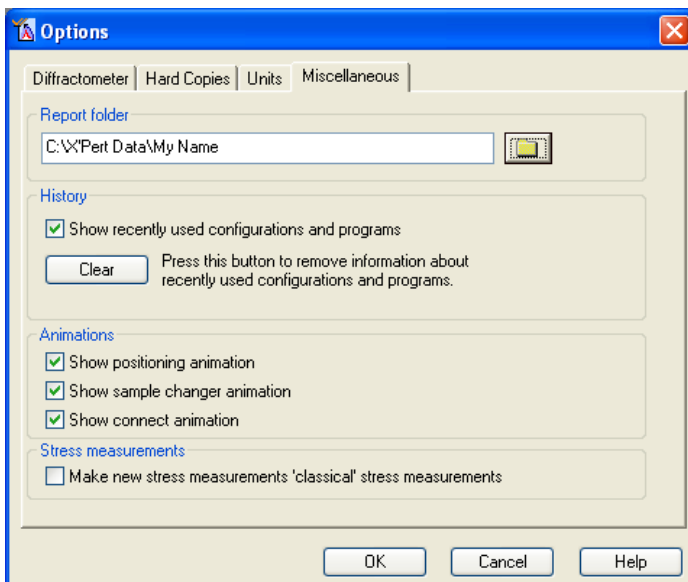 Options
Diffractometer Hard Copies Units Miscellaneous
Report folder
C:\X'Pert Data\My Name
History
Show recently used configurations and programs
Clear
Press this button to remove information about
recently used configurations and programs.
Animations
Show positioning animation
Show sample changer animation
Show connect animation
Stress measurements
Make new stress measurements 'classical' stress measurements
OK Cancel Help